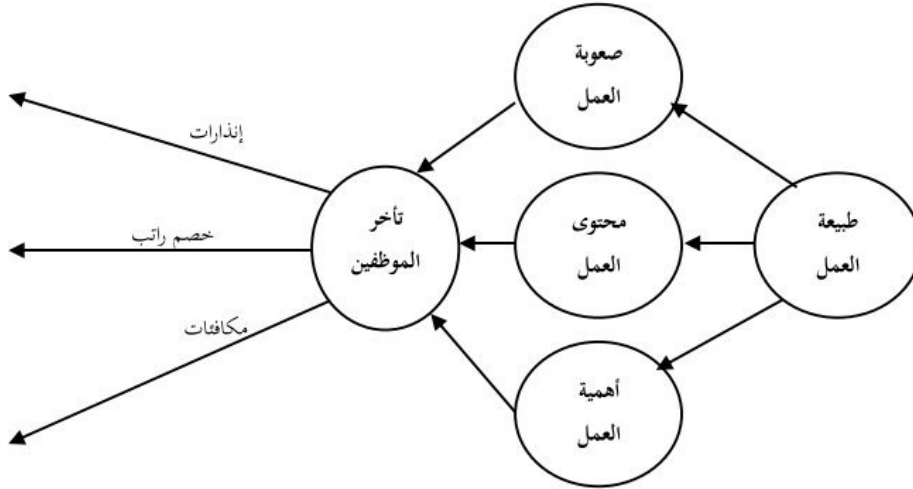 صعوبة
العمل
إنذارات
طبيعة
العمل
محتوى
العمل
تأخر
الموظفين
خصم راتب
مكافئات
أهمية
العمل